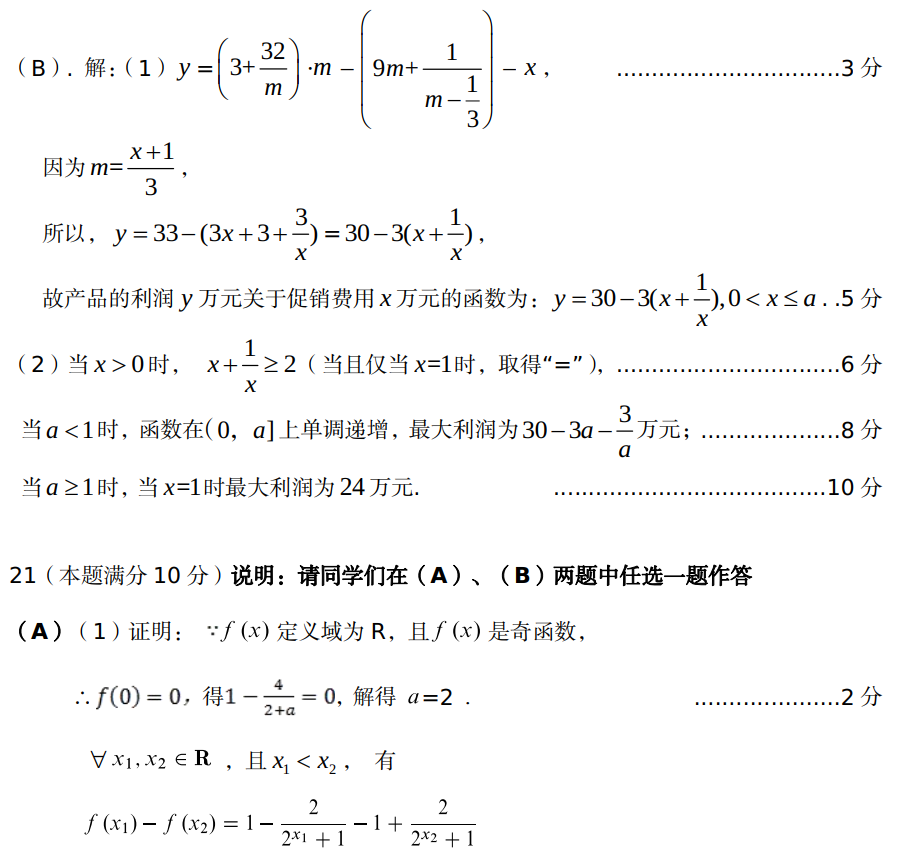 （B）. 解：（1）y = (3+32/m)·m − (9m+1/(m−1/3)) − x ， ................................3 分
因为 m=(x+1)/3 ，
所以， y = 33−(3x+3+3/x) = 30−3(x+1/x) ，
故产品的利润 y 万元关于促销费用 x 万元的函数为： y = 30−3(x+1/x),0 < x ≤ a . .5 分
（2）当 x > 0 时， x+1/x ≥ 2（当且仅当 x=1时，取得“=”）， ................................6 分
当 a <1时，函数在(0，a]上单调递增，最大利润为 30−3a−3/a 万元；....................8 分
当 a ≥1时，当 x=1时最大利润为 24 万元. .......................................10 分
21（本题满分 10 分）说明：请同学们在（A）、（B）两题中任选一题作答
（A）（1）证明： ∵f (x) 定义域为 R，且 f (x) 是奇函数，
∴ f(0) = 0，得1 − 4/(2+a) = 0，解得 a=2 . .....................2 分
∀ x₁, x₂ ∈ R ，且 x₁ < x₂ ， 有
f (x₁) − f (x₂) = 1 − 2/(2^x₁ + 1) − 1 + 2/(2^x₂ + 1)